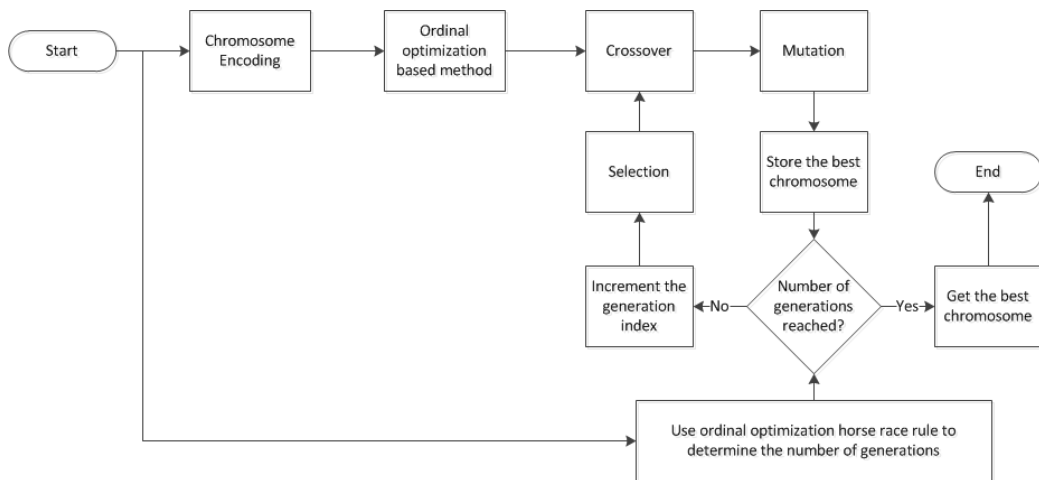 Start
Chromosome
Encoding
Ordinal
optimization
based method
Crossover
Mutation
Selection
Store the best
chromosome
End
Increment the
generation
index
No
Number of
generations
reached?
Yes
Get the best
chromosome
Use ordinal optimization horse race rule to
determine the number of generations